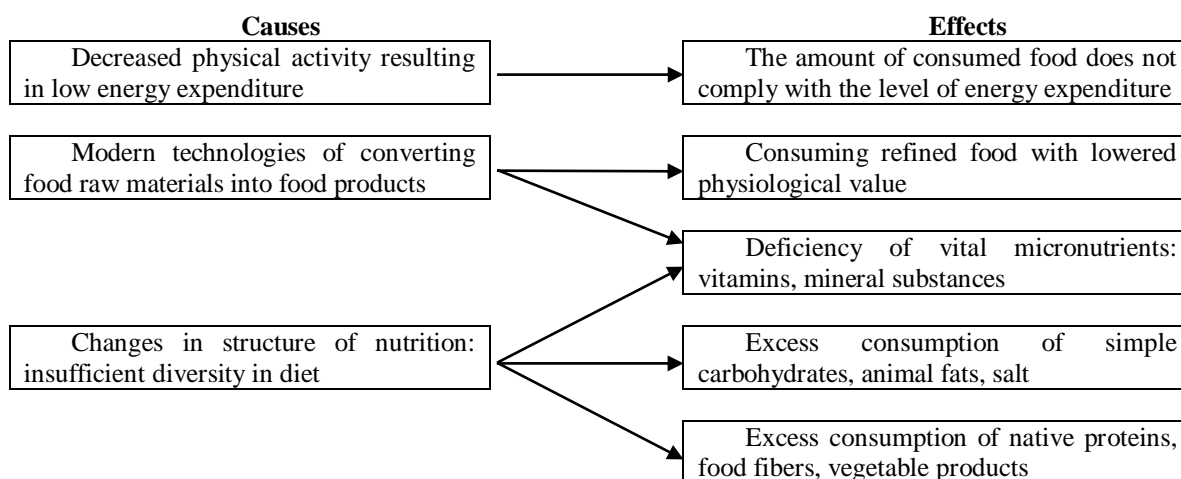 Causes
Effects
Decreased physical activity resulting
in low energy expenditure
The amount of consumed food does not
comply with the level of energy expenditure
Modern technologies of converting
food raw materials into food products
Consuming refined food with lowered
physiological value
Deficiency of vital micronutrients:
vitamins, mineral substances
Changes in structure of nutrition:
insufficient diversity in diet
Excess consumption of simple
carbohydrates, animal fats, salt
Excess consumption of native proteins,
food fibers, vegetable products